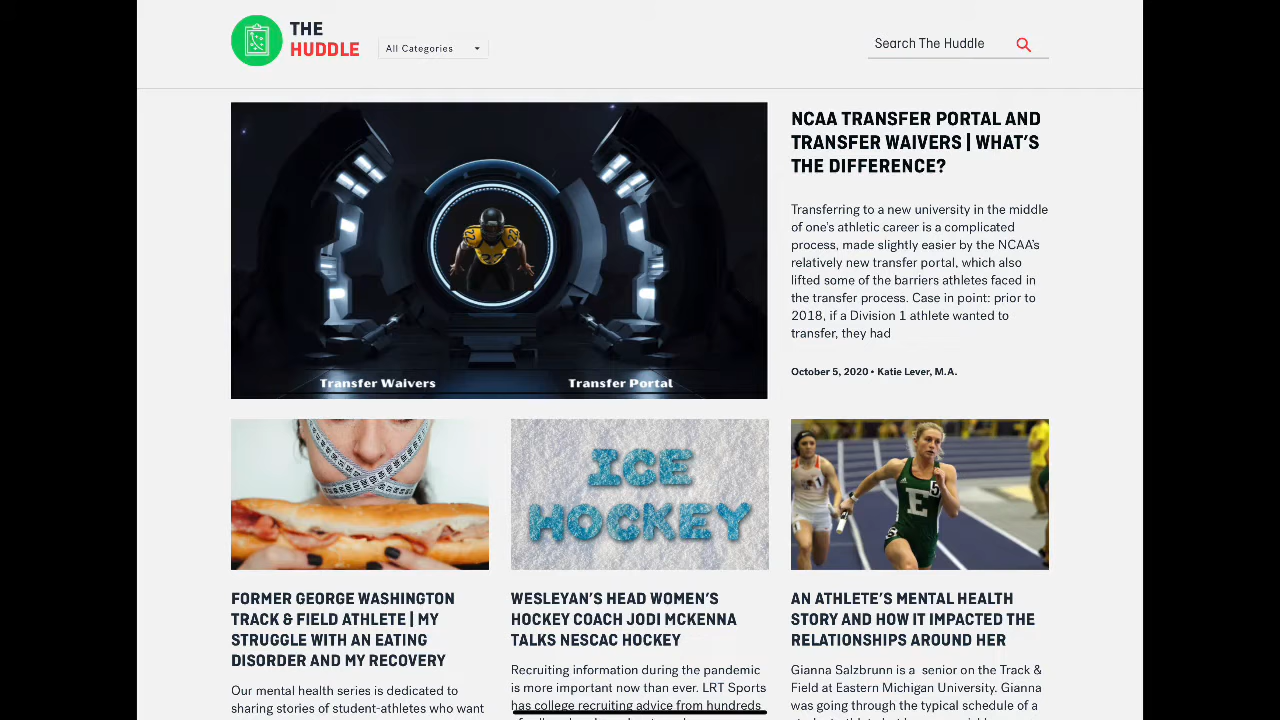 THE
HUDDLE
All Categories
Search The Huddle
NCAA TRANSFER PORTAL AND
TRANSFER WAIVERS | WHAT'S
THE DIFFERENCE?
Transferring to a new university in the middle
of one's athletic career is a complicated
process, made slightly easier by the NCAA's
relatively new transfer portal, which also
lifted some of the barriers athletes faced in
the transfer process. Case in point: prior to
2018, if a Division 1 athlete wanted to
transfer, they had
October 5, 2020 • Katie Lever, M.A.
Transfer Waivers
Transfer Portal
ICE
HOCKEY
E
FORMER GEORGE WASHINGTON
TRACK & FIELD ATHLETE | MY
STRUGGLE WITH AN EATING
DISORDER AND MY RECOVERY
Our mental health series is dedicated to
sharing stories of student-athletes who want
WESLEYAN'S HEAD WOMEN'S
HOCKEY COACH JODI MCKENNA
TALKS NESCAC HOCKEY
Recruiting information during the pandemic
is more important now than ever. LRT Sports
has college recruiting advice from hundreds
AN ATHLETE'S MENTAL HEALTH
STORY AND HOW IT IMPACTED THE
RELATIONSHIPS AROUND HER
Gianna Salzbrunn is a senior on the Track &
Field at Eastern Michigan University. Gianna
was going through the typical schedule of a